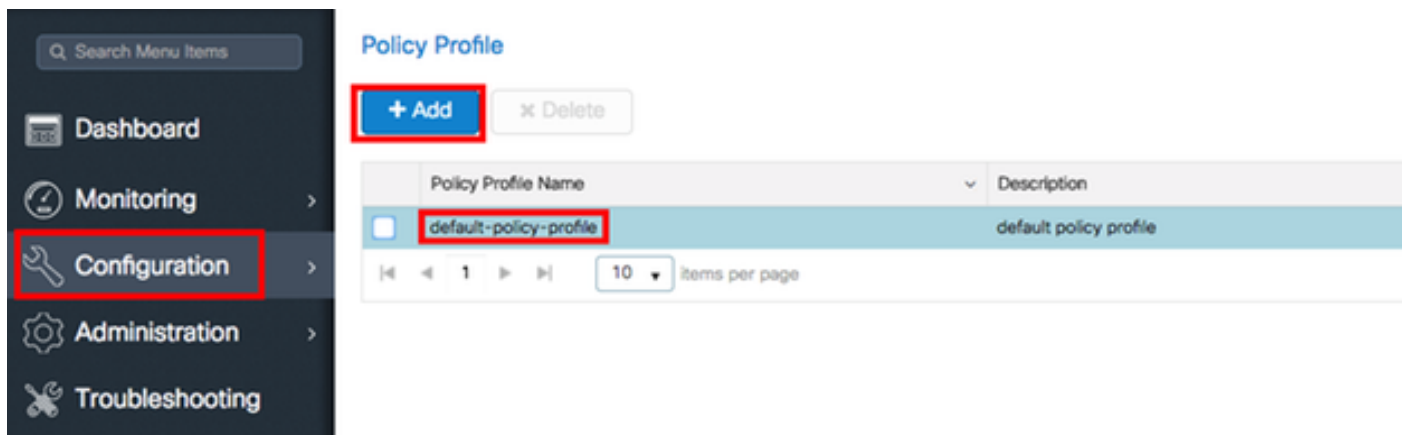 Search Menu Items
Dashboard
Monitoring
Configuration
Administration
Troubleshooting
Policy Profile
+ Add
× Delete
Policy Profile Name
Description
default-policy-profile
default policy profile
1
10
items per page